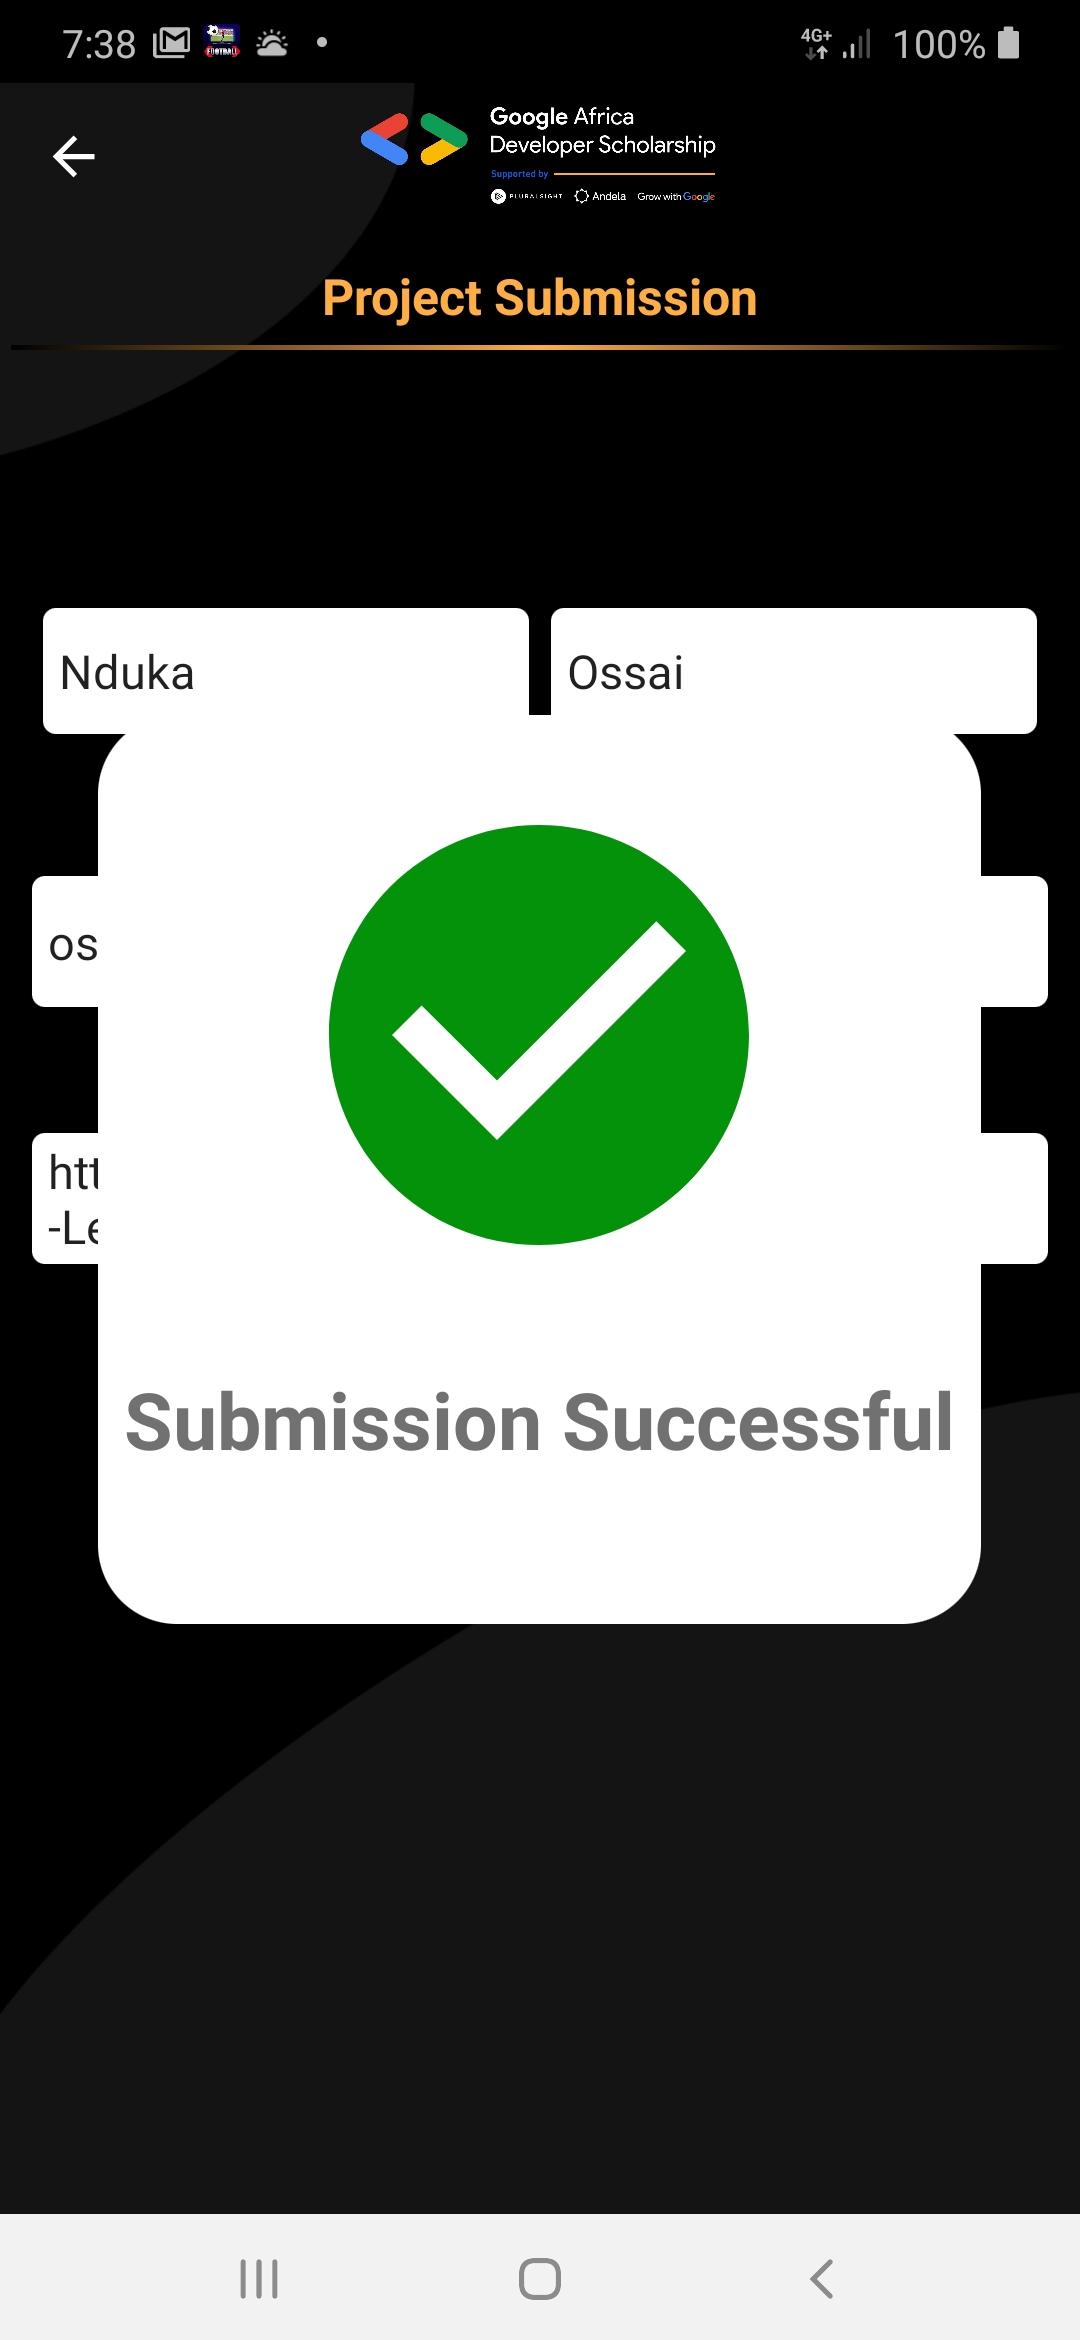 7:38
4G+
100%
Google Africa
Developer Scholarship
Supported by
PLURALSIGHT Andela Grow with Google
Project Submission
Nduka
Ossai
os
htt
-Le
Submission Successful